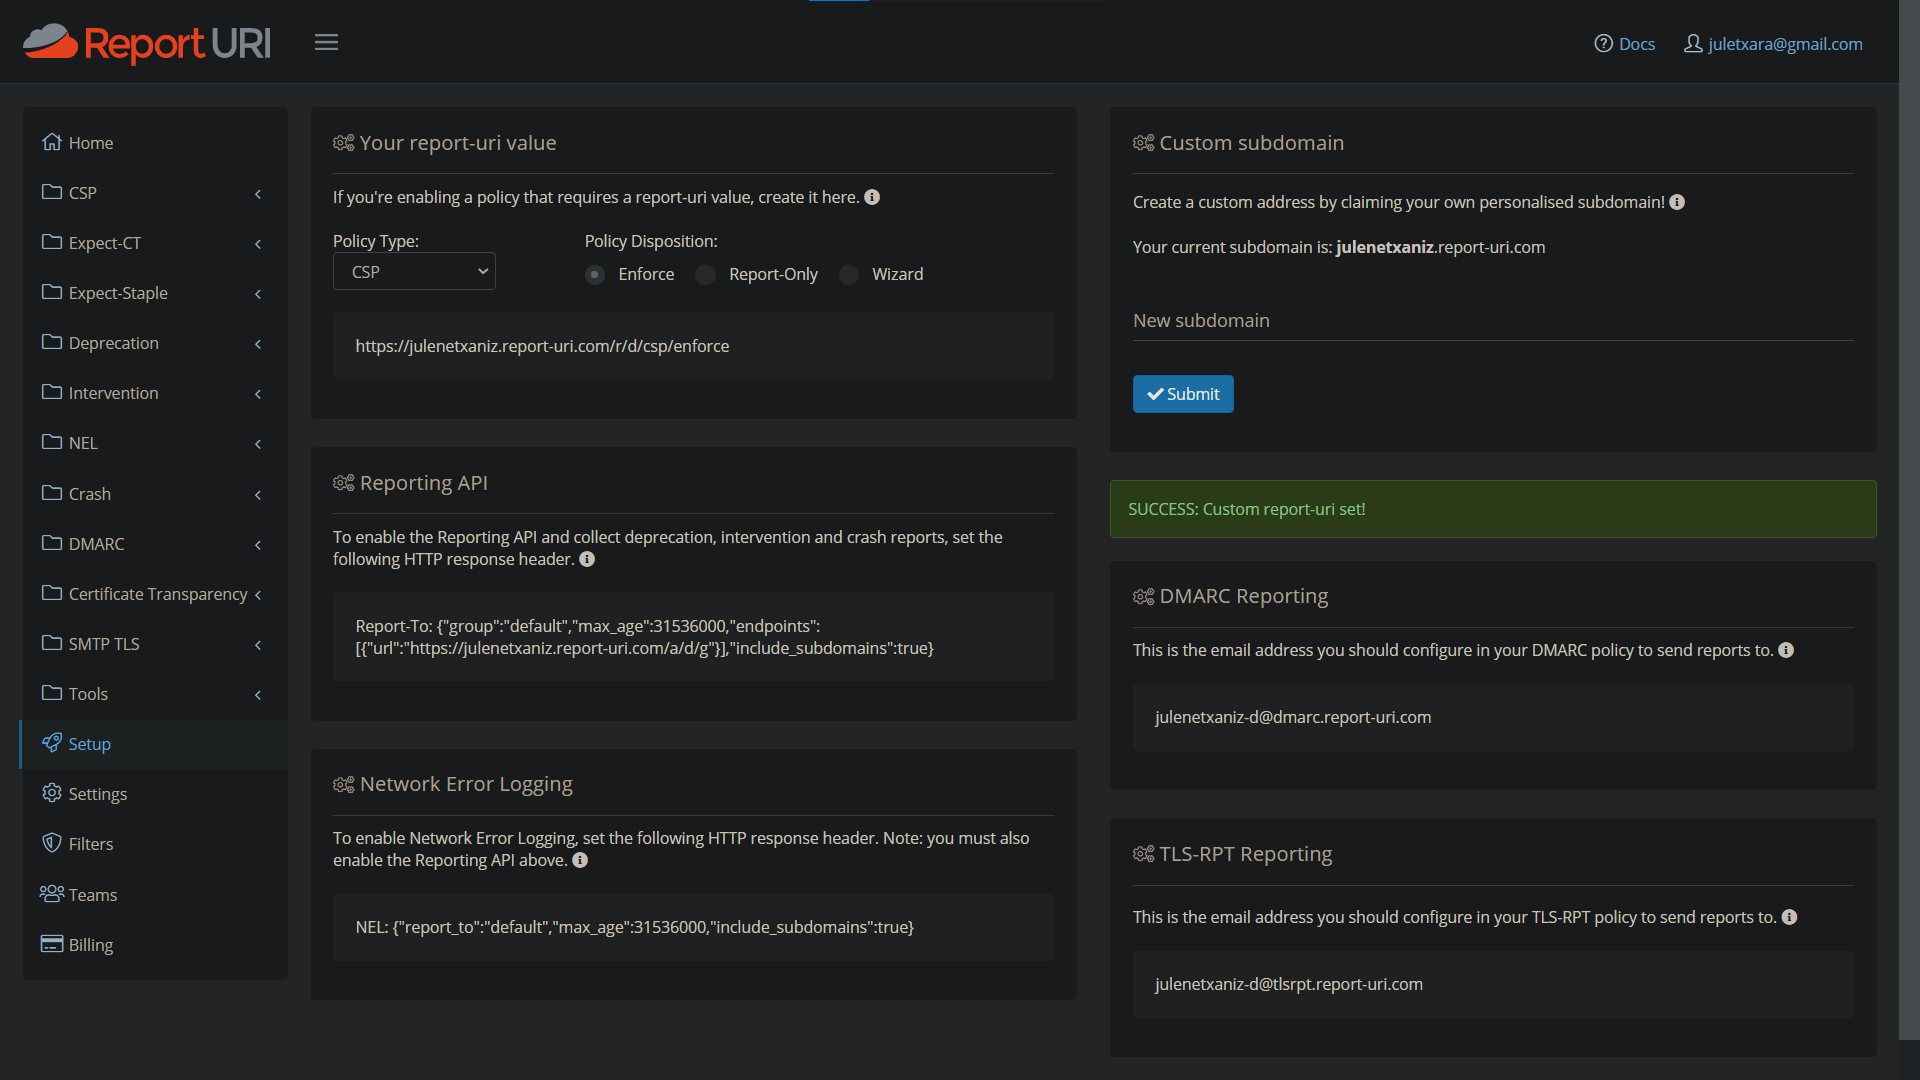 Report URI
Docs
juletxara@gmail.com
Home
CSP
Expect-CT
Expect-Staple
Deprecation
Intervention
NEL
Crash
DMARC
Certificate Transparency
SMTP TLS
Tools
Setup
Settings
Filters
Teams
Billing
Your report-uri value
If you're enabling a policy that requires a report-uri value, create it here.
Policy Type:
CSP
Policy Disposition:
Enforce
Report-Only
Wizard
https://julenetxaniz.report-uri.com/r/d/csp/enforce
Reporting API
To enable the Reporting API and collect deprecation, intervention and crash reports, set the
following HTTP response header.
Report-To: {"group":"default","max_age":31536000,"endpoints":
[{"url":"https://julenetxaniz.report-uri.com/a/d/g"}],"include_subdomains":true}
Network Error Logging
To enable Network Error Logging, set the following HTTP response header. Note: you must also
enable the Reporting API above.
NEL: {"report_to":"default","max_age":31536000,"include_subdomains":true}
Custom subdomain
Create a custom address by claiming your own personalised subdomain!
Your current subdomain is: julenetxaniz.report-uri.com
New subdomain
Submit
SUCCESS: Custom report-uri set!
DMARC Reporting
This is the email address you should configure in your DMARC policy to send reports to.
julenetxaniz-d@dmarc.report-uri.com
TLS-RPT Reporting
This is the email address you should configure in your TLS-RPT policy to send reports to.
julenetxaniz-d@tlsrpt.report-uri.com